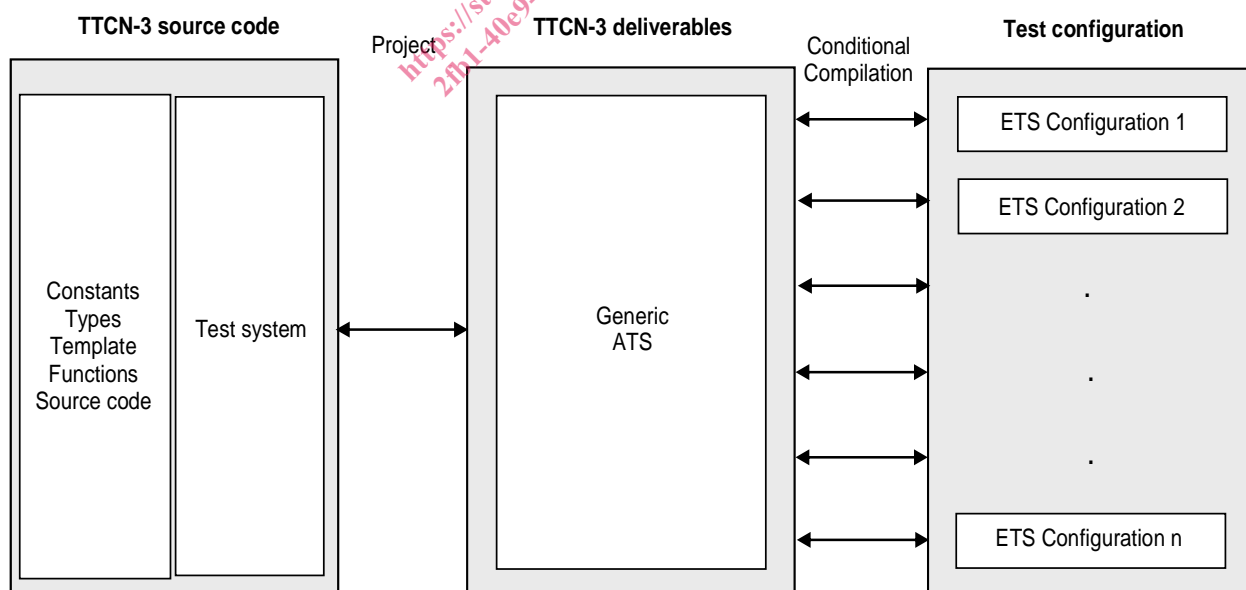 TTCN-3 source code
Project
TTCN-3 deliverables
Conditional
Compilation
Test configuration
Constants
Types
Template
Functions
Source code
Test system
Generic
ATS
ETS Configuration 1
ETS Configuration 2
.
.
.
ETS Configuration n